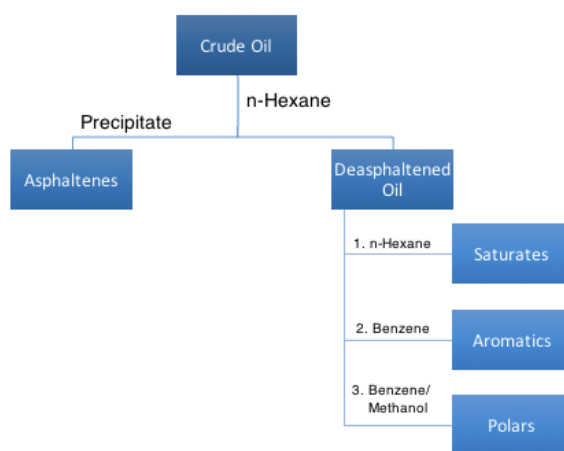 Crude Oil
n-Hexane
Precipitate
Asphaltenes
Deasphaltened
Oil
1. n-Hexane
Saturates
2. Benzene
Aromatics
3. Benzene/
Methanol
Polars